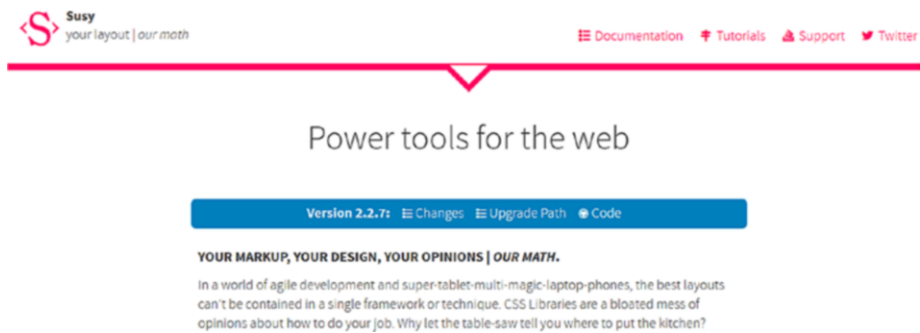 Susy
your layout | our math
Documentation Tutorials Support Twitter
Power tools for the web
Version 2.2.7: Changes Upgrade Path Code
YOUR MARKUP, YOUR DESIGN, YOUR OPINIONS | OUR MATH.
In a world of agile development and super-tablet-multi-magic-laptop-phones, the best layouts
can't be contained in a single framework or technique. CSS Libraries are a bloated mess of
opinions about how to do your job. Why let the table-saw tell you where to put the kitchen?